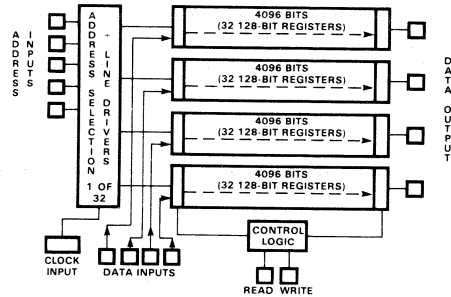 ADDRESS
INPUTS
ADDRESS SELECTION
+ LINE DRIVERS
1 OF
32
4096 BITS
(32 128-BIT REGISTERS)
4096 BITS
(32 128-BIT REGISTERS)
4096 BITS
(32 128-BIT REGISTERS)
4096 BITS
(32 128-BIT REGISTERS)
DATA OUTPUT
CLOCK
INPUT
DATA INPUTS
CONTROL
LOGIC
READ WRITE